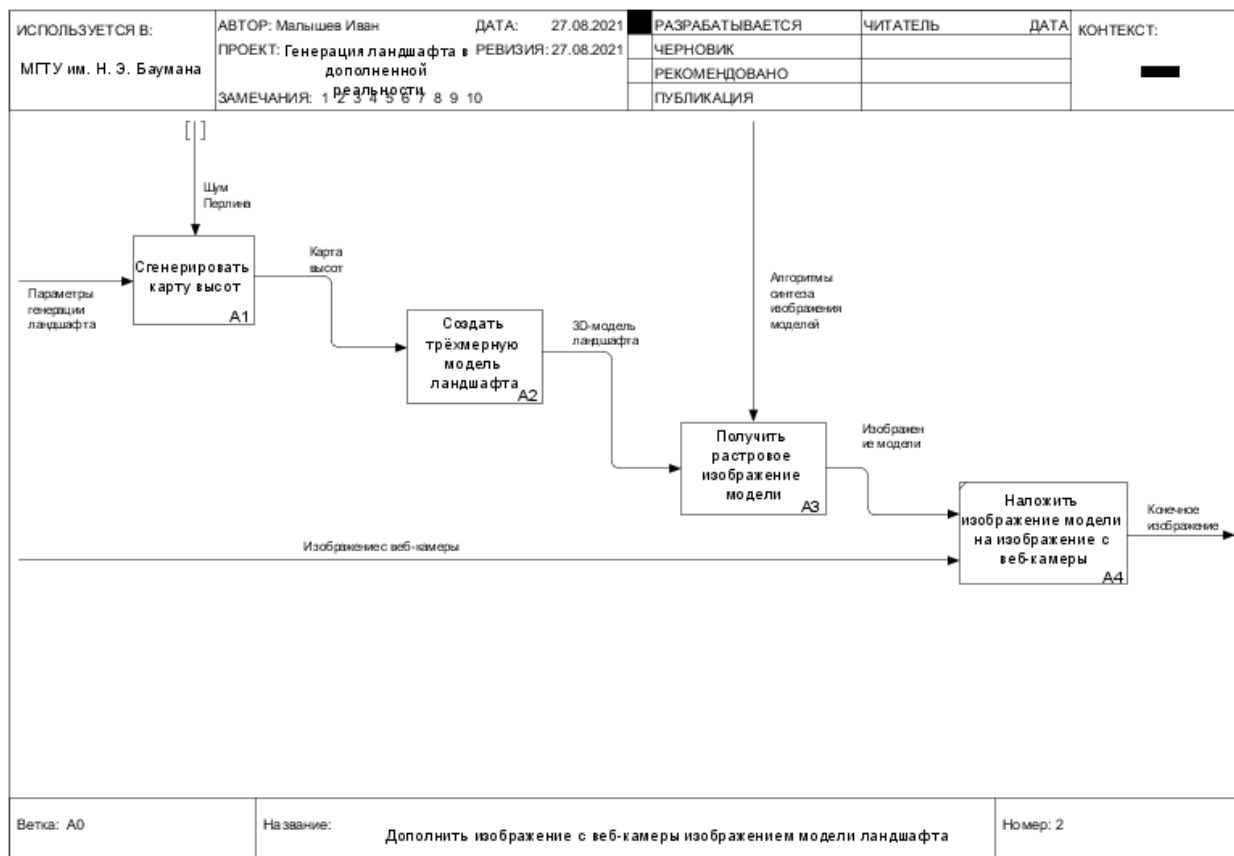 ИСПОЛЬЗУЕТСЯ В:
МГТУ им. Н. Э. Баумана
АВТОР: Малышев Иван
ДАТА: 27.08.2021
ПРОЕКТ: Генерация ландшафта в
дополненной
реальности
РЕВИЗИЯ: 27.08.2021
ЗАМЕЧАНИЯ: 1 2 3 4 5 6 7 8 9 10
РАЗРАБАТЫВАЕТСЯ
ЧЕРНОВИК
РЕКОМЕНДОВАНО
ПУБЛИКАЦИЯ
ЧИТАТЕЛЬ
ДАТА
КОНТЕКСТ:
Шум
Перлина
Сгенерировать
карту высот
A1
Параметры
генерации
ландшафта
Карта
высот
Создать
трёхмерную
модель
ландшафта
A2
3D-модель
ландшафта
Алгоритмы
синтеза
изображения
моделей
Получить
растровое
изображение
модели
A3
Изображен
ие модели
Наложить
изображение модели
на изображение с
веб-камеры
A4
Конечное
изображение
Изображение с веб-камеры
Ветка: A0
Название:
Дополнить изображение с веб-камеры изображением модели ландшафта
Номер: 2